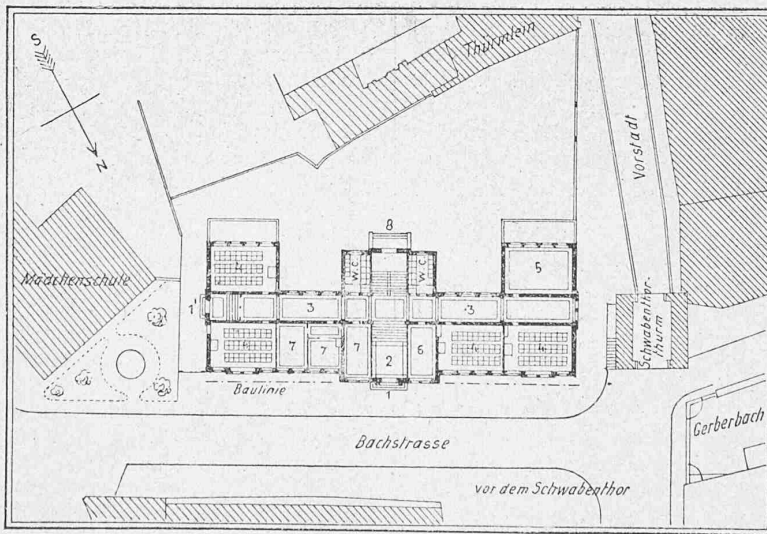 S
N
Thürmlein
Vorstadt
Mädchenschule
8
W.C.
W.C.
4
5
1
3
3
Schwabenthor-
thurm
7
7
7
2
6
4
4
1
Baulinie
Bachstrasse
Gerberbach
vor dem Schwabenthor